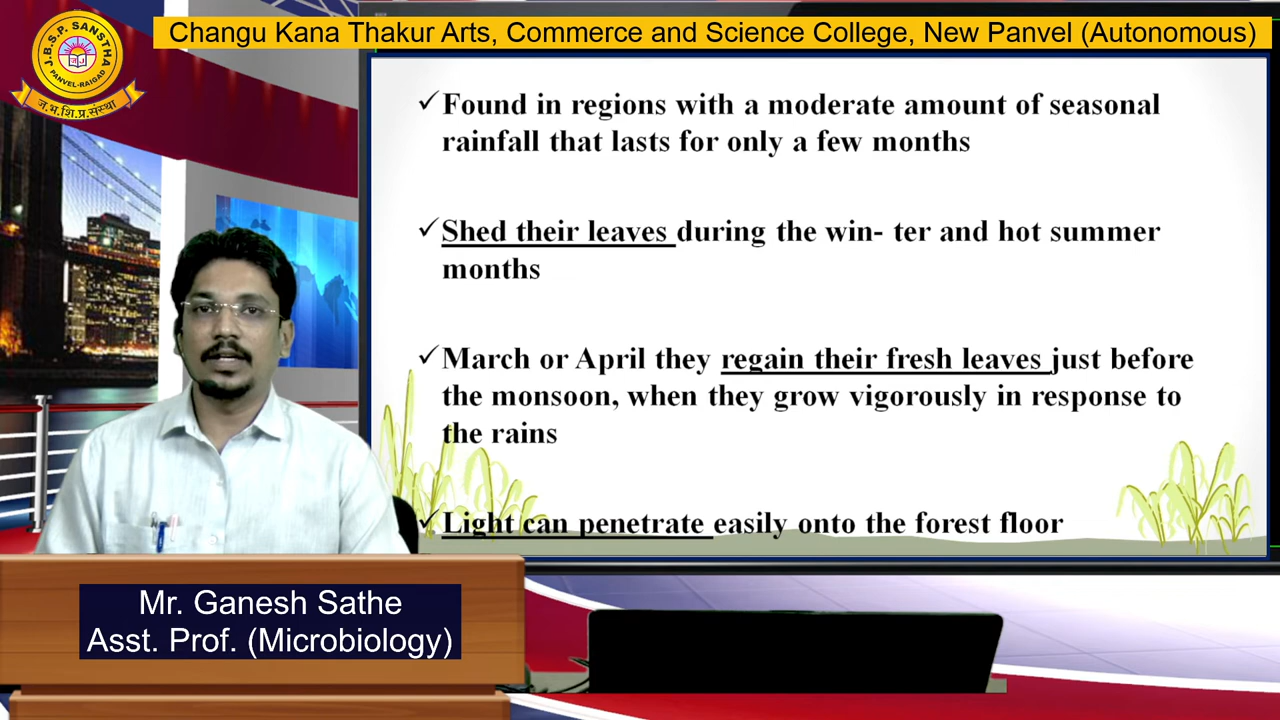 Changu Kana Thakur Arts, Commerce and Science College, New Panvel (Autonomous)
J.B.S.P. SANSTHA
PANVEL-RAIGAD
ज.भ.शि.प्र.संस्था
✓Found in regions with a moderate amount of seasonal
rainfall that lasts for only a few months
✓Shed their leaves during the win- ter and hot summer
months
✓March or April they regain their fresh leaves just before
the monsoon, when they grow vigorously in response to
the rains
✓Light can penetrate easily onto the forest floor
Mr. Ganesh Sathe
Asst. Prof. (Microbiology)